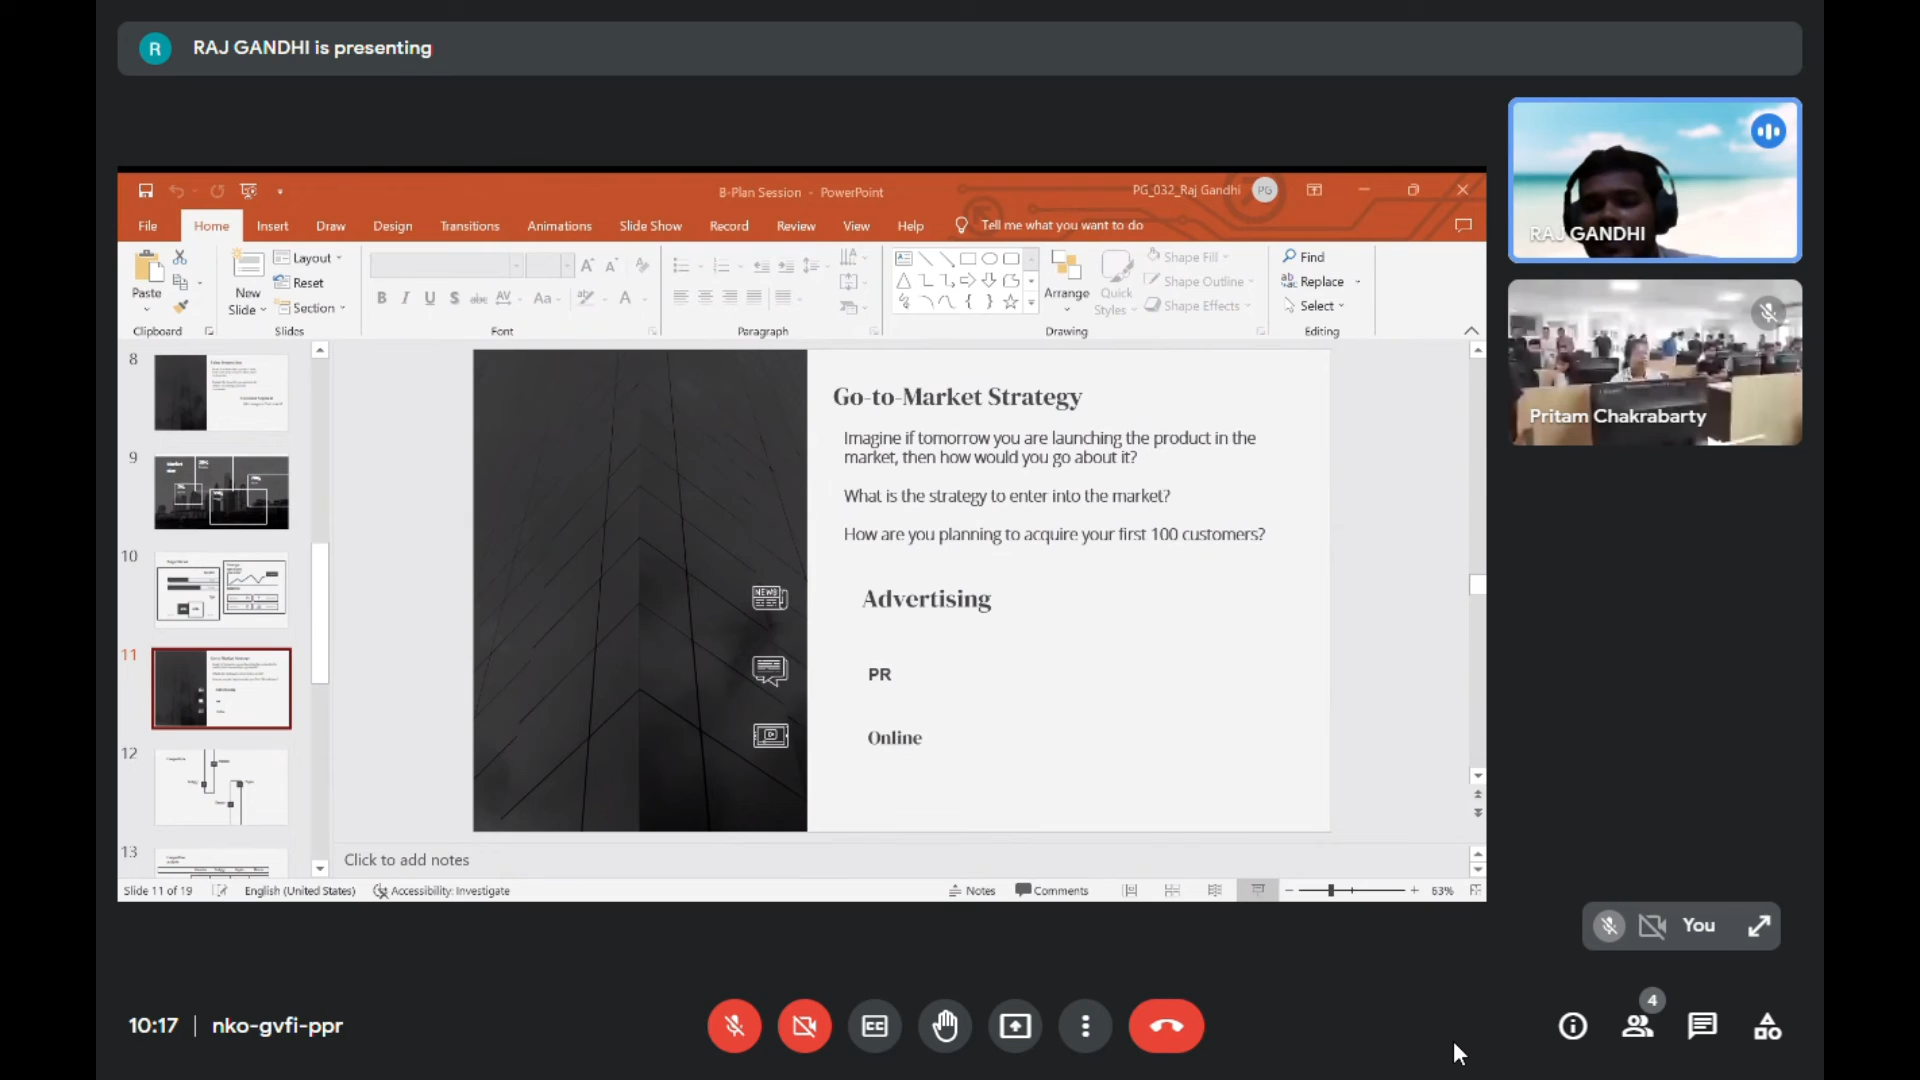 R RAJ GANDHI is presenting
B-Plan Session - PowerPoint
PG_032_Raj Gandhi PG
File Home Insert Draw Design Transitions Animations Slide Show Record Review View Help Tell me what you want to do
Paste
New Slide
Layout
Reset
Section
B I U S abc AV Aa A
Arrange
Quick Styles
Shape Fill
Shape Outline
Shape Effects
Find
Replace
Select
Clipboard Slides Font Paragraph Drawing Editing
8
9
10
11
12
13
Go-to-Market Strategy
Imagine if tomorrow you are launching the product in the
market, then how would you go about it?
What is the strategy to enter into the market?
How are you planning to acquire your first 100 customers?
NEWS
Advertising
PR
Online
Click to add notes
Slide 11 of 19 English (United States) Accessibility: Investigate Notes Comments 63%
RAJ GANDHI
Pritam Chakrabarty
You
10:17 | nko-gvfi-ppr
CC
4